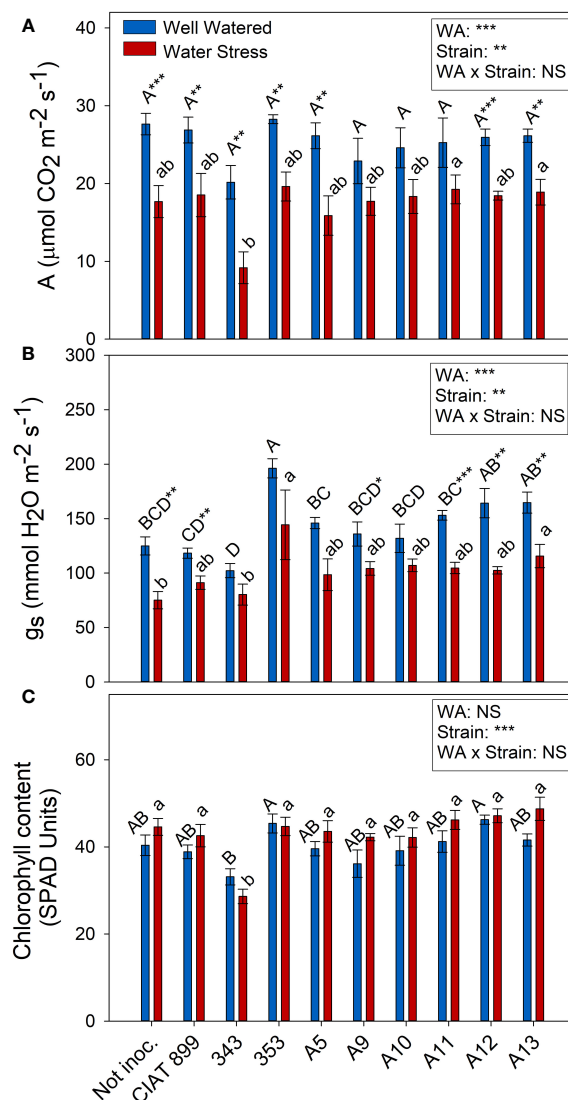 A
40
30
20
10
0
A (μmol CO2 m-2 s-1)
Well Watered
Water Stress
WA: ***
Strain: **
WA x Strain: NS
A*** ab A** ab A** b A** ab A** ab A ab A ab A a A*** ab A** a
B
300
250
200
150
100
50
0
gs (mmol H2O m-2 s-1)
WA: ***
Strain: **
WA x Strain: NS
BCD** b CD** ab D b A a BC ab BCD* ab BCD ab BC*** ab AB** ab AB** a
C
60
40
20
0
Chlorophyll content
(SPAD Units)
WA: NS
Strain: ***
WA x Strain: NS
AB a AB a B b A a AB a AB a AB a AB a A a AB a
Not inoc. CIAT 899 343 353 A5 A9 A10 A11 A12 A13